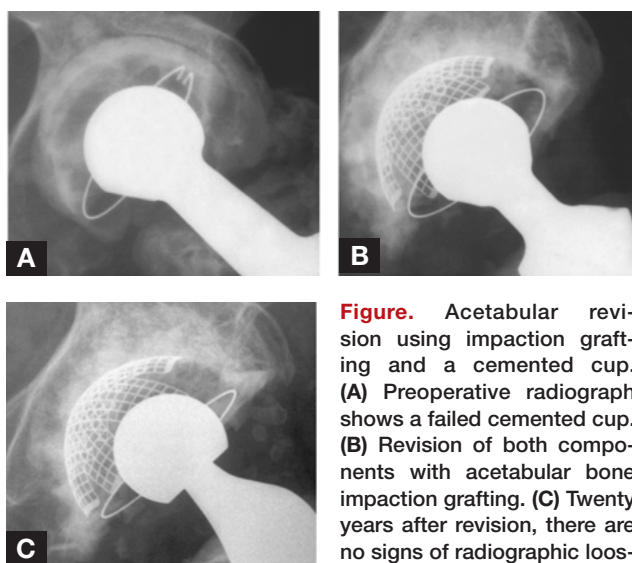 A
B
C
Figure. Acetabular revi-
sion using impaction graft-
ing and a cemented cup.
(A) Preoperative radiograph
shows a failed cemented cup.
(B) Revision of both compo-
nents with acetabular bone
impaction grafting. (C) Twenty
years after revision, there are
no signs of radiographic loos-